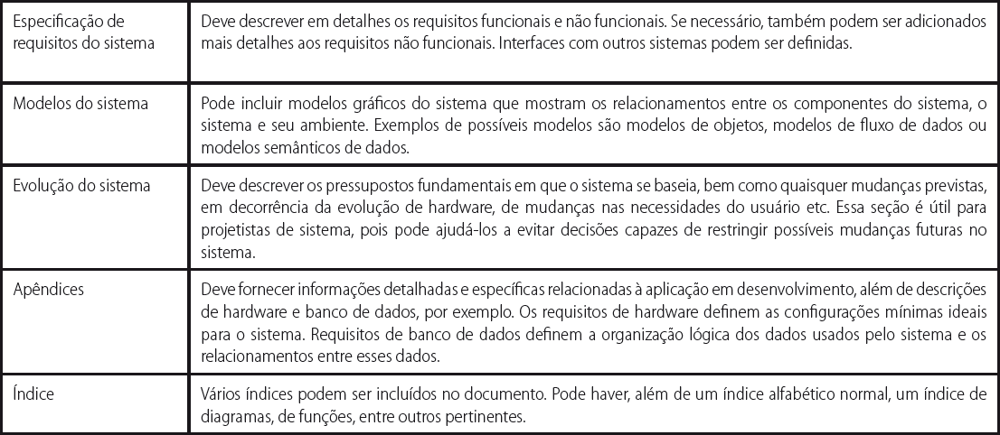 Especificação de
requisitos do sistema
Deve descrever em detalhes os requisitos funcionais e não funcionais. Se necessário, também podem ser adicionados
mais detalhes aos requisitos não funcionais. Interfaces com outros sistemas podem ser definidas.
Modelos do sistema
Pode incluir modelos gráficos do sistema que mostram os relacionamentos entre os componentes do sistema, o
sistema e seu ambiente. Exemplos de possíveis modelos são modelos de objetos, modelos de fluxo de dados ou
modelos semânticos de dados.
Evolução do sistema
Deve descrever os pressupostos fundamentais em que o sistema se baseia, bem como quaisquer mudanças previstas,
em decorrência da evolução de hardware, de mudanças nas necessidades do usuário etc. Essa seção é útil para
projetistas de sistema, pois pode ajudá-los a evitar decisões capazes de restringir possíveis mudanças futuras no
sistema.
Apêndices
Deve fornecer informações detalhadas e específicas relacionadas à aplicação em desenvolvimento, além de descrições
de hardware e banco de dados, por exemplo. Os requisitos de hardware definem as configurações mínimas ideais
para o sistema. Requisitos de banco de dados definem a organização lógica dos dados usados pelo sistema e os
relacionamentos entre esses dados.
Índice
Vários índices podem ser incluídos no documento. Pode haver, além de um índice alfabético normal, um índice de
diagramas, de funções, entre outros pertinentes.